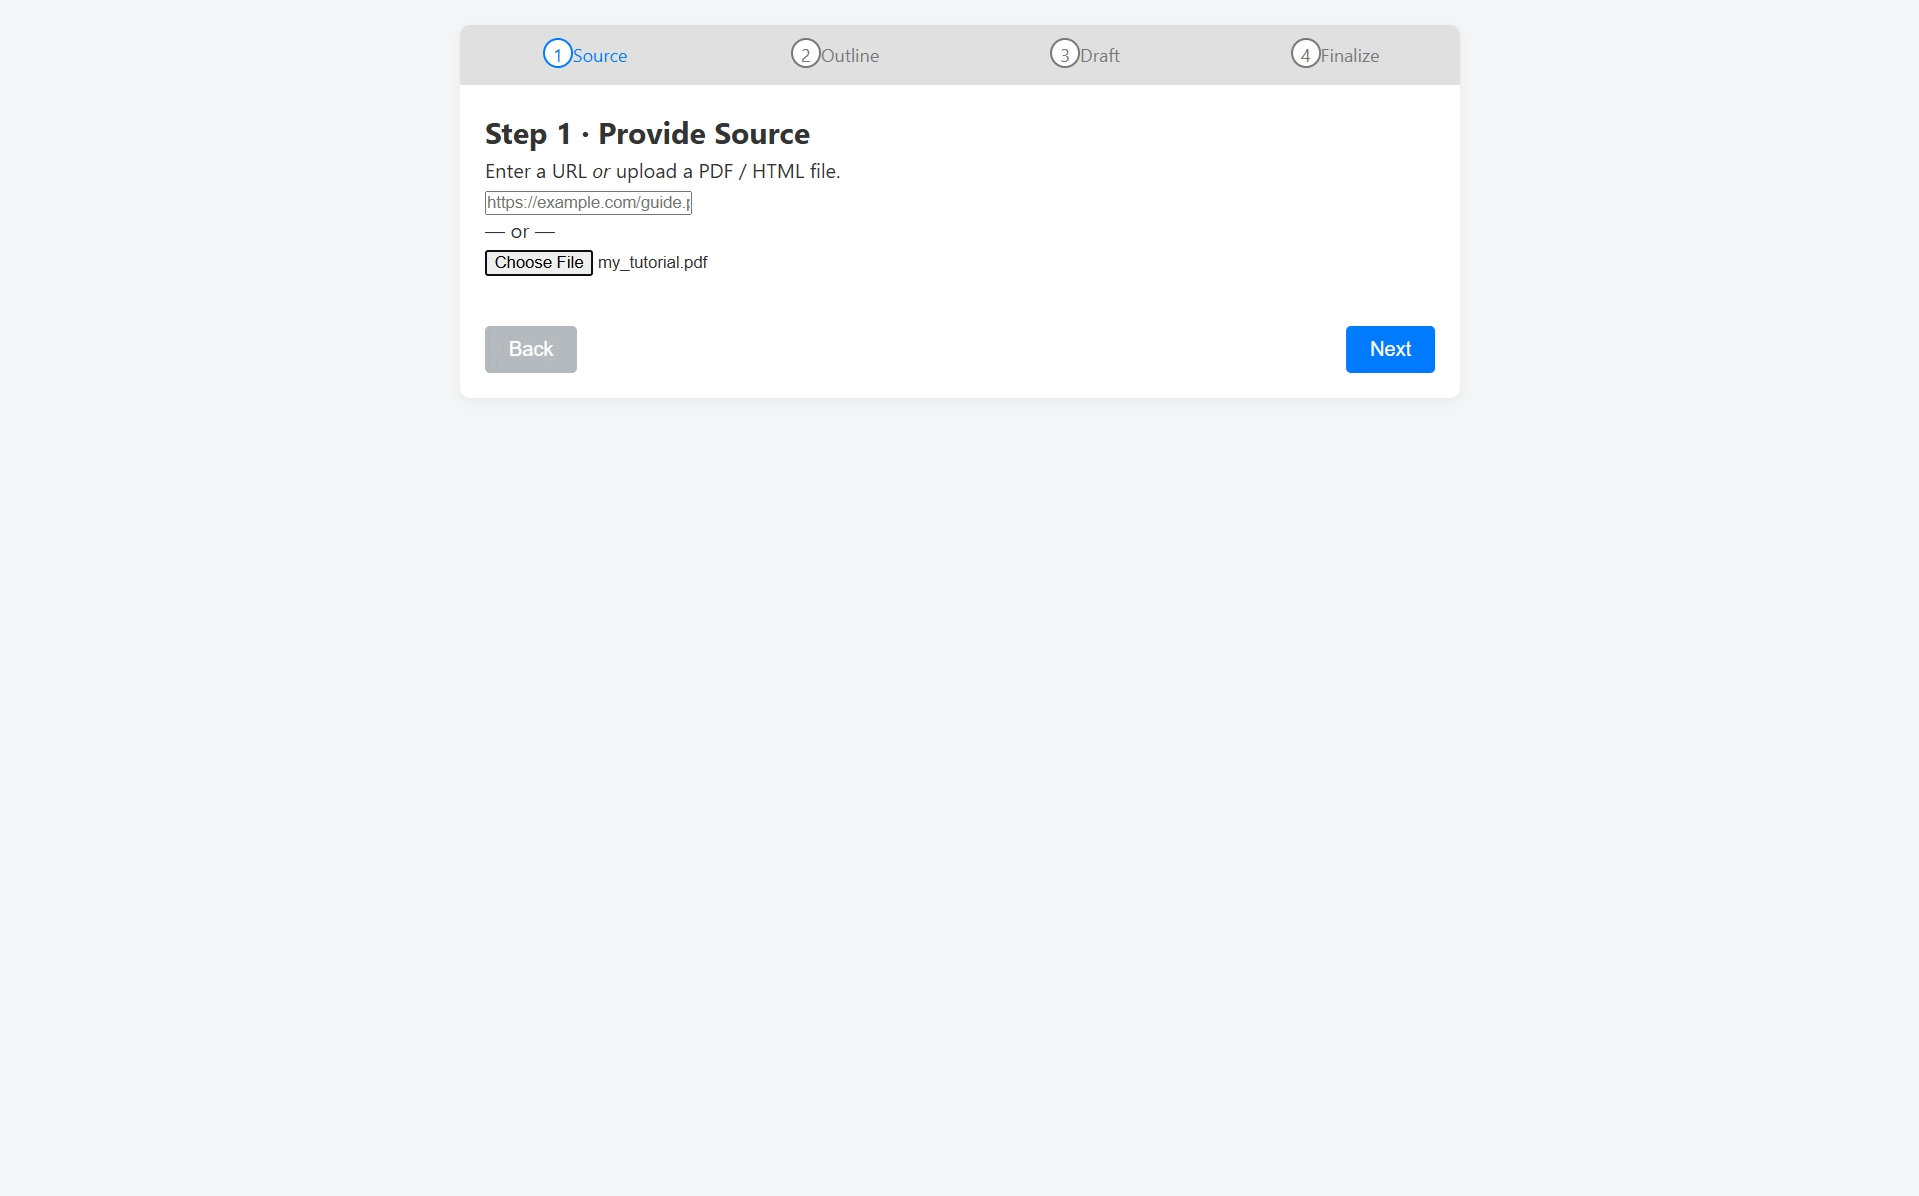 1 Source 2 Outline 3 Draft 4 Finalize
Step 1 · Provide Source
Enter a URL or upload a PDF / HTML file.
https://example.com/guide.p
— or —
Choose File my_tutorial.pdf
Back Next